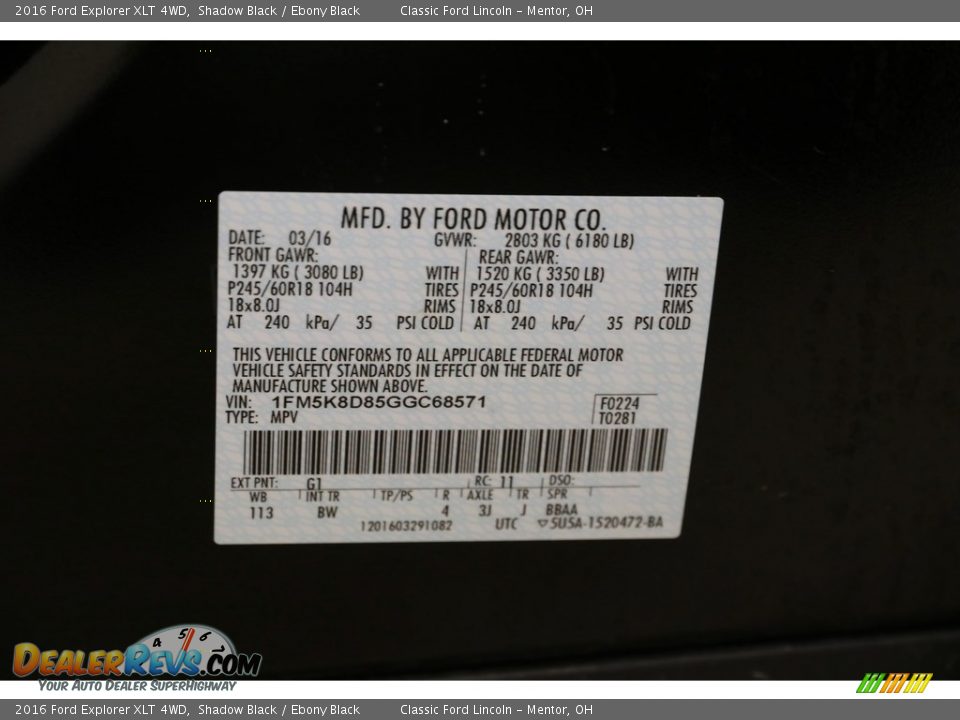 2016 Ford Explorer XLT 4WD, Shadow Black / Ebony Black Classic Ford Lincoln - Mentor, OH
MFD. BY FORD MOTOR CO.
DATE: 03/16 GVWR: 2803 KG ( 6180 LB)
FRONT GAWR: REAR GAWR:
1397 KG ( 3080 LB) WITH 1520 KG ( 3350 LB) WITH
P245/60R18 104H TIRES P245/60R18 104H TIRES
18x8.0J RIMS 18x8.0J RIMS
AT 240 kPa/ 35 PSI COLD AT 240 kPa/ 35 PSI COLD
THIS VEHICLE CONFORMS TO ALL APPLICABLE FEDERAL MOTOR
VEHICLE SAFETY STANDARDS IN EFFECT ON THE DATE OF
MANUFACTURE SHOWN ABOVE.
VIN: 1FM5K8D85GGC68571 F0224
TYPE: MPV T0281
EXT PNT: G1 RC: 11 DSO:
WB INT TR TP/PS R AXLE TR SPR
113 BW 4 3J J BBAA
1201603291082 UTC ▽5U5A-1520472-BA
4 5 6 7
DEALERREVS.COM
YOUR AUTO DEALER SUPERHIGHWAY
2016 Ford Explorer XLT 4WD, Shadow Black / Ebony Black Classic Ford Lincoln - Mentor, OH